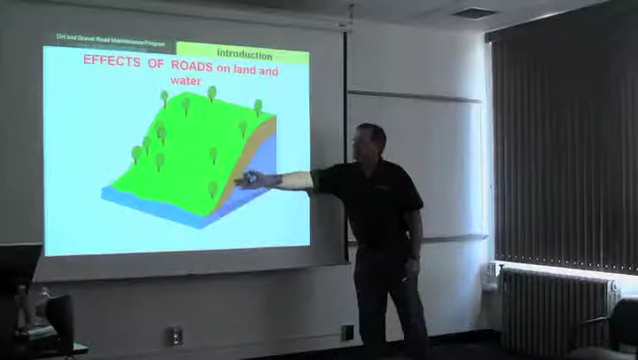 Dirt and Gravel Road Maintenance Program
Introduction
EFFECTS OF ROADS on land and
water